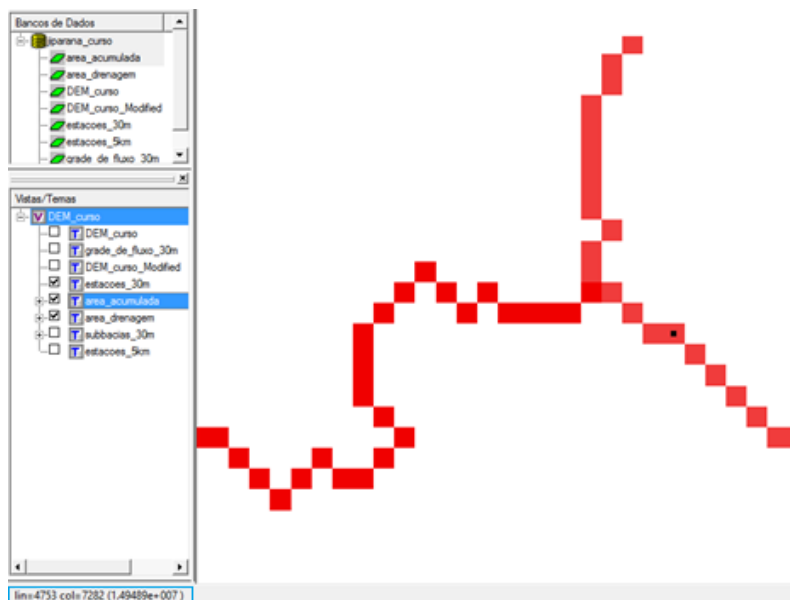 Bancos de Dados
jiparana_curso
area_acumulada
area_drenagem
DEM_curso
DEM_curso_Modified
estacoes_30m
estacoes_5km
grade_de_fluxo_30m
Vistas/Temas
DEM_curso
DEM_curso
grade_de_fluxo_30m
DEM_curso_Modified
estacoes_30m
area_acumulada
area_drenagem
subbacias_30m
estacoes_5km
lin=4753 col=7282 (1.49489e+007 )